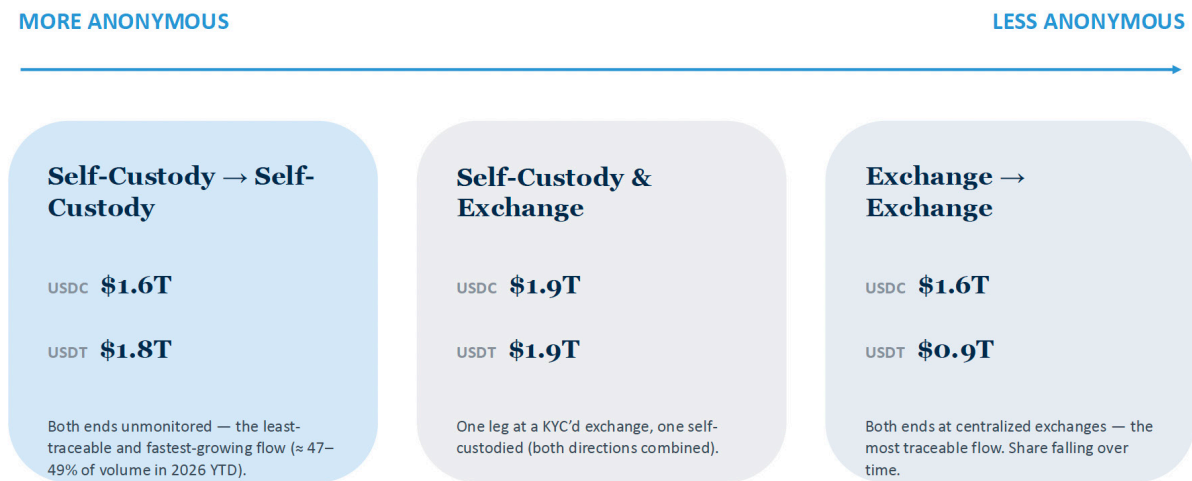 MORE ANONYMOUS
LESS ANONYMOUS
Self-Custody → Self-
Custody
USDC $1.6T
USDT $1.8T
Both ends unmonitored — the least-
traceable and fastest-growing flow (≈ 47–
49% of volume in 2026 YTD).
Self-Custody &
Exchange
USDC $1.9T
USDT $1.9T
One leg at a KYC’d exchange, one self-
custodied (both directions combined).
Exchange →
Exchange
USDC $1.6T
USDT $0.9T
Both ends at centralized exchanges — the
most traceable flow. Share falling over
time.